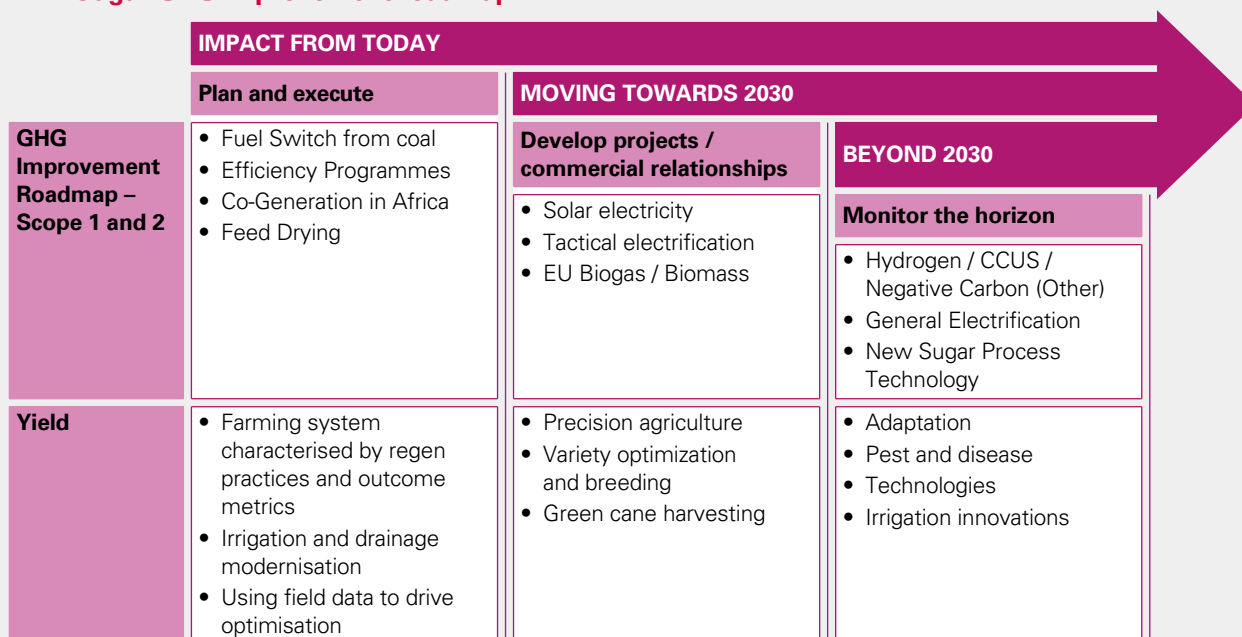 IMPACT FROM TODAY
Plan and execute
MOVING TOWARDS 2030
GHG
Improvement
Roadmap –
Scope 1 and 2
• Fuel Switch from coal
• Efficiency Programmes
• Co-Generation in Africa
• Feed Drying
Develop projects /
commercial relationships
• Solar electricity
• Tactical electrification
• EU Biogas / Biomass
BEYOND 2030
Monitor the horizon
• Hydrogen / CCUS /
Negative Carbon (Other)
• General Electrification
• New Sugar Process
Technology
Yield
• Farming system
characterised by regen
practices and outcome
metrics
• Irrigation and drainage
modernisation
• Using field data to drive
optimisation
• Precision agriculture
• Variety optimization
and breeding
• Green cane harvesting
• Adaptation
• Pest and disease
• Technologies
• Irrigation innovations